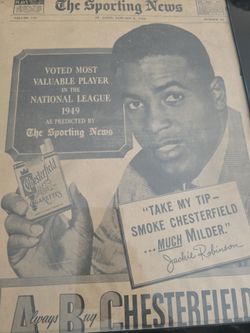 The Sporting News
VOTED MOST
VALUABLE PLAYER
IN THE
NATIONAL LEAGUE
1949
AS PREDICTED BY
The Sporting News
Chesterfield
CIGARETTES
"TAKE MY TIP–
SMOKE CHESTERFIELD
...MUCH MILDER."
Jackie Robinson
Always Buy CHESTERFIELD